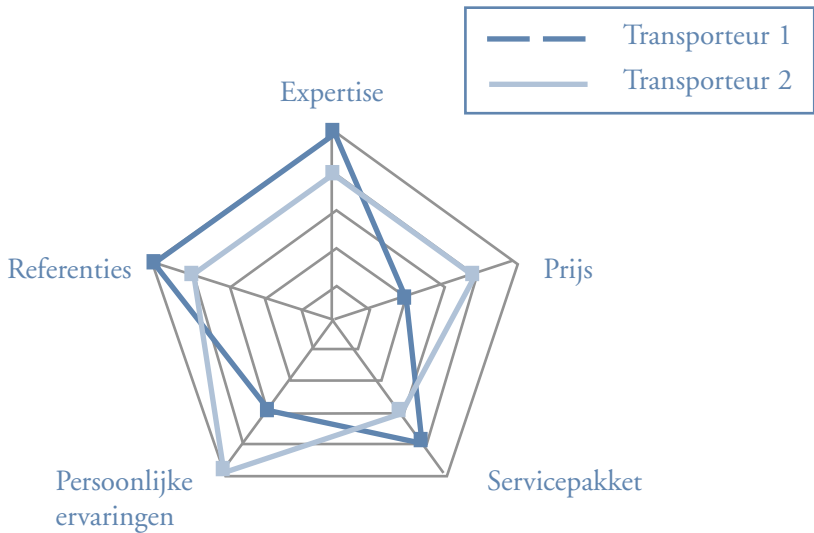 Transporteur 1
Transporteur 2
Expertise
Referenties
Prijs
Persoonlijke
ervaringen
Servicepakket